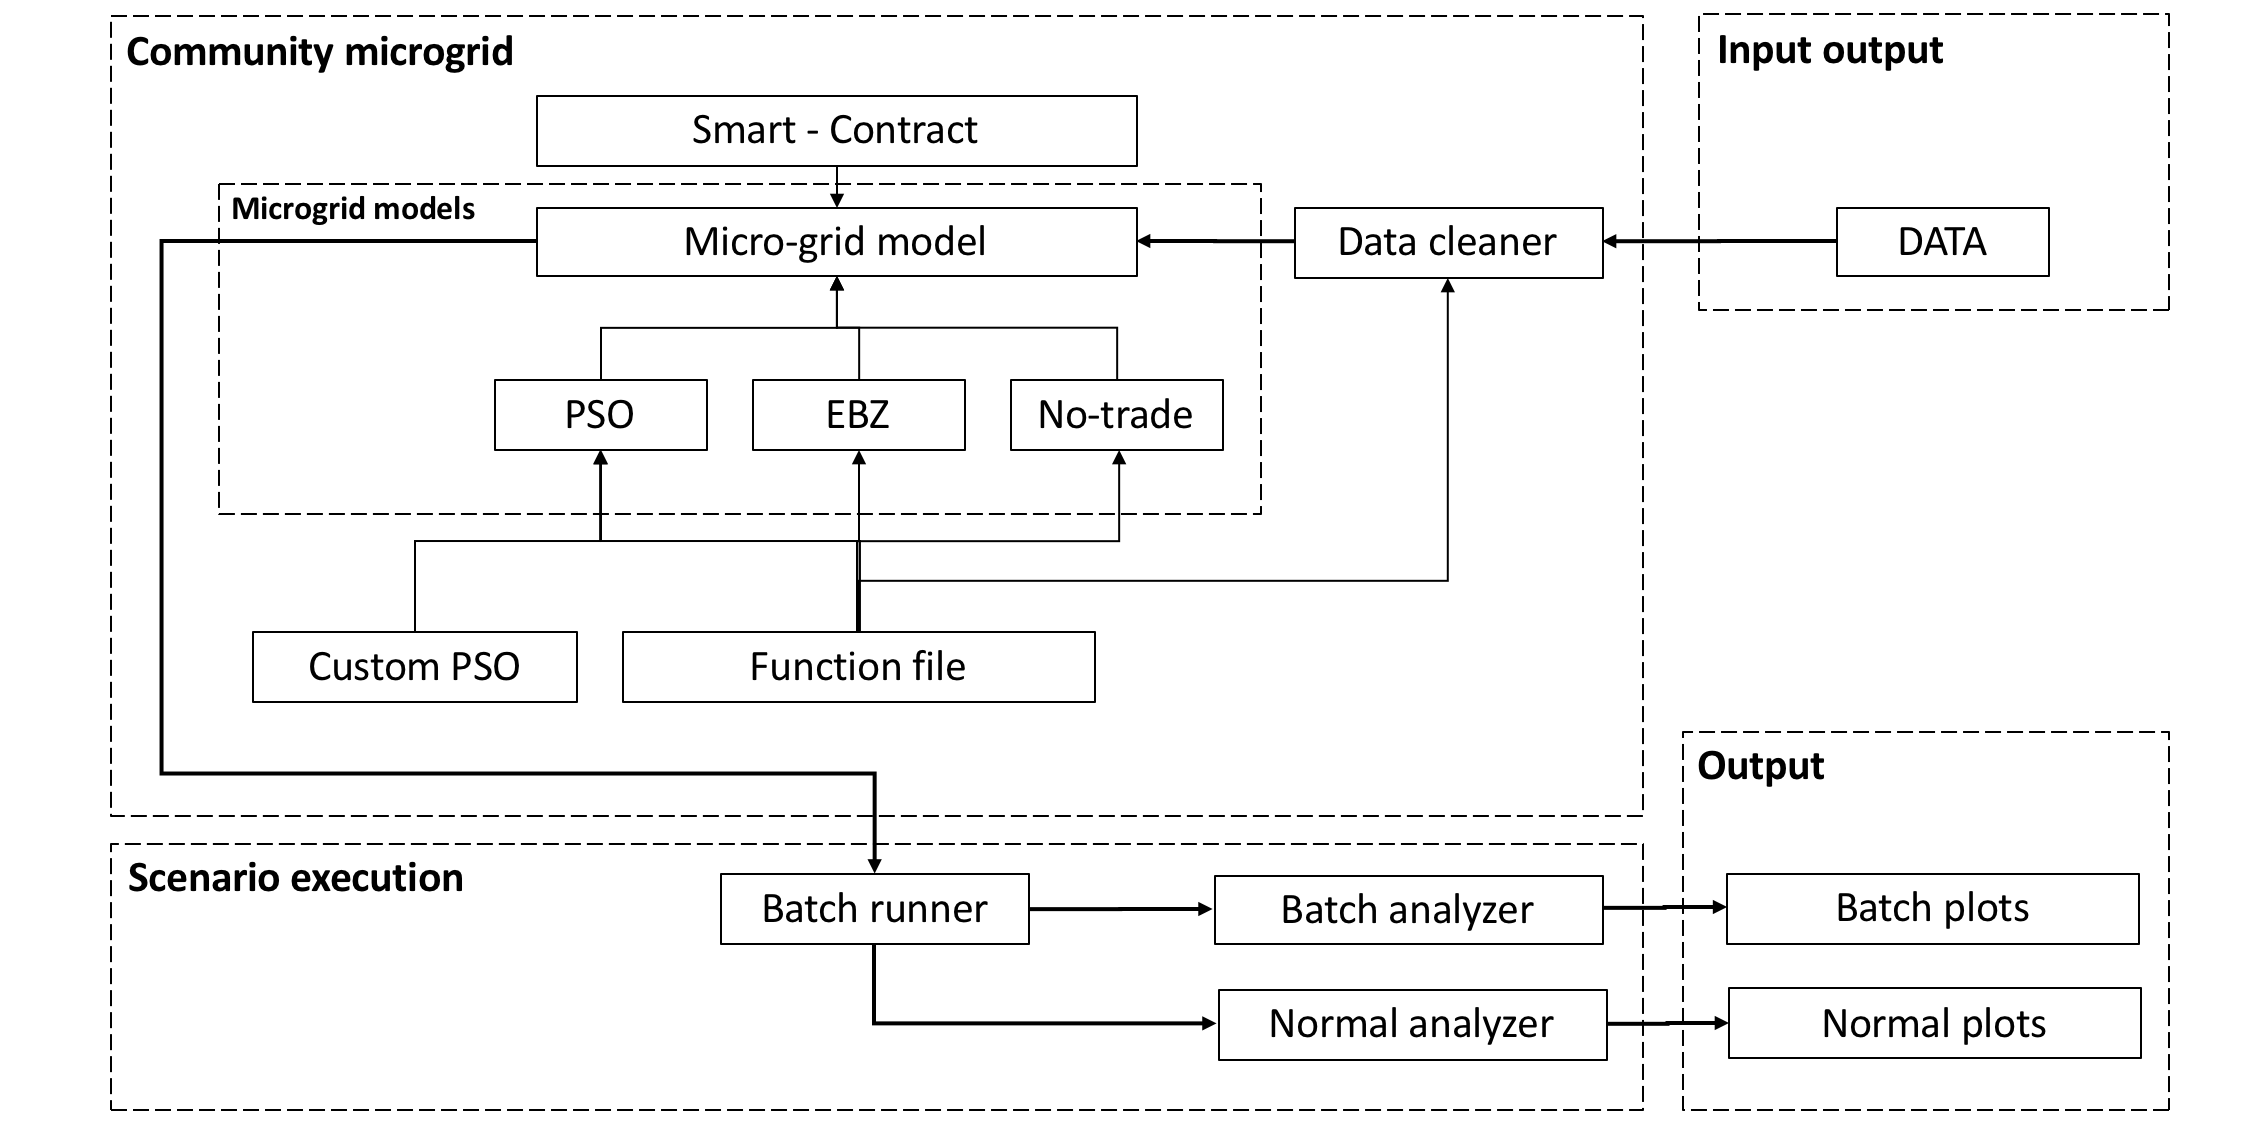 Community microgrid
Input output
Smart - Contract
Microgrid models
Micro-grid model
Data cleaner
DATA
PSO
EBZ
No-trade
Custom PSO
Function file
Output
Scenario execution
Batch runner
Batch analyzer
Batch plots
Normal analyzer
Normal plots